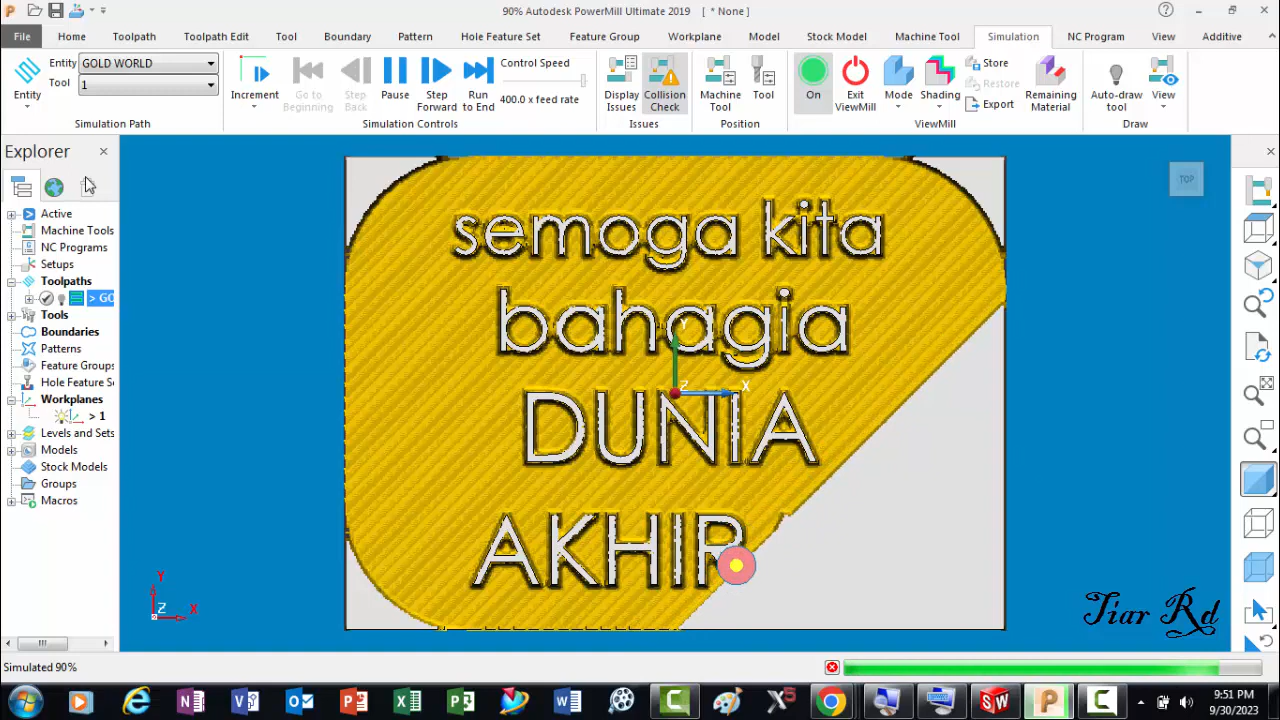 90% Autodesk PowerMill Ultimate 2019 [ * None ]
File Home Toolpath Toolpath Edit Tool Boundary Pattern Hole Feature Set Feature Group Workplane Model Stock Model Machine Tool Simulation NC Program View Additive
Entity
Entity GOLD WORLD
Tool 1
Simulation Path
Increment
Go to Beginning
Step Back
Pause
Step Forward
Run to End
Control Speed
400.0 x feed rate
Simulation Controls
Display Issues
Collision Check
Issues
Machine Tool
Tool
Position
On
Exit ViewMill
Mode
Shading
Store
Restore
Export
Remaining Material
ViewMill
Auto-draw tool
View
Draw
Explorer
Active
Machine Tools
NC Programs
Setups
Toolpaths
> GO
Tools
Boundaries
Patterns
Feature Groups
Hole Feature Se
Workplanes
> 1
Levels and Sets
Models
Stock Models
Groups
Macros
TOP
semoga kita
bahagia
DUNIA
AKHIR
Y
Z
X
Y
Z
X
Tiar Rd
Simulated 90%
9:51 PM
9/30/2023